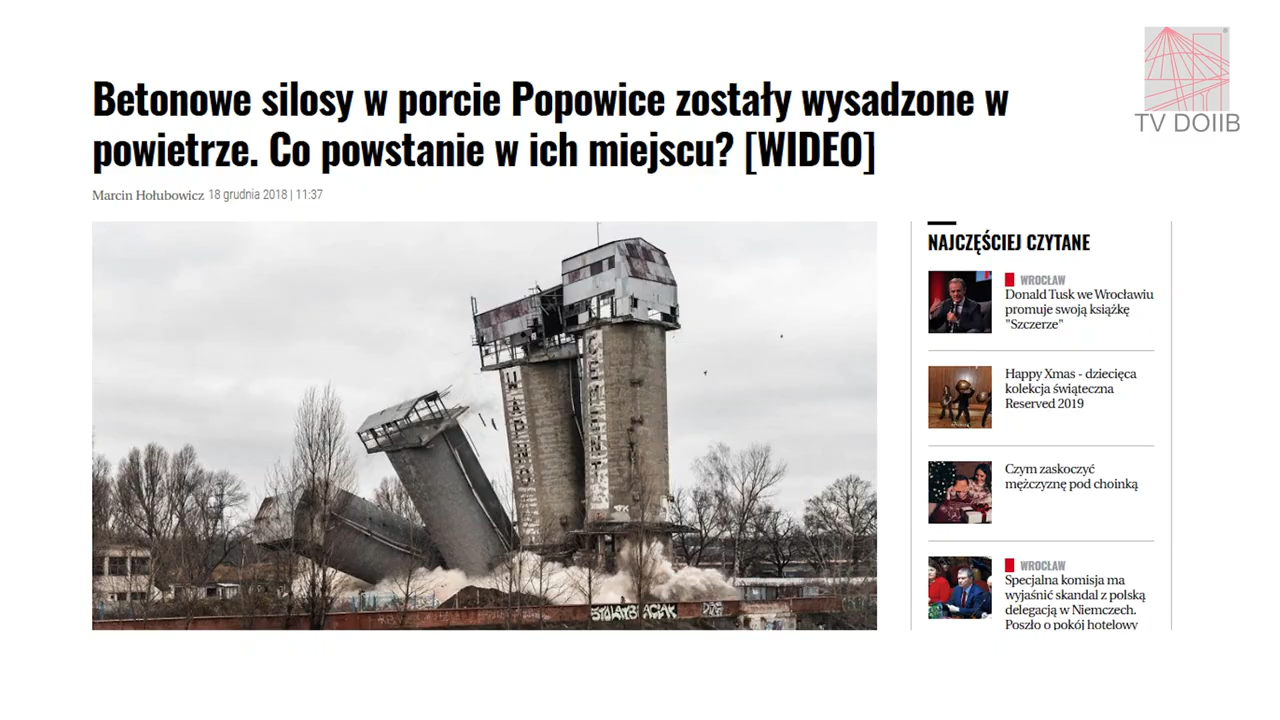 Betonowe silosy w porcie Popowice zostały wysadzone w
powietrze. Co powstanie w ich miejscu? [WIDEO]
Marcin Hołubowicz 18 grudnia 2018 | 11:37
TV DOIIB
WAPNO
CEMENT
NAJCZĘŚCIEJ CZYTANE
WROCŁAW
Donald Tusk we Wrocławiu
promuje swoją książkę
"Szczerze"
Happy Xmas - dziecięca
kolekcja świąteczna
Reserved 2019
Czym zaskoczyć
mężczyznę pod choinką
WROCŁAW
Specjalna komisja ma
wyjaśnić skandal z polską
delegacją w Niemczech.
Poszło o pokój hotelowy